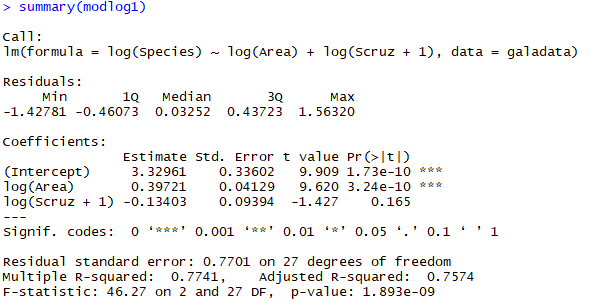 > summary(modlog1)
Call:
lm(formula = log(Species) ~ log(Area) + log(Scruz + 1), data = galadata)
Residuals:
     Min       1Q   Median       3Q      Max
-1.42781 -0.46073  0.03252  0.43723  1.56320
Coefficients:
               Estimate Std. Error t value Pr(>|t|)
(Intercept)     3.32961    0.33602   9.909 1.73e-10 ***
log(Area)       0.39721    0.04129   9.620 3.24e-10 ***
log(Scruz + 1) -0.13403    0.09394  -1.427    0.165
---
Signif. codes:  0 ‘***’ 0.001 ‘**’ 0.01 ‘*’ 0.05 ‘.’ 0.1 ‘ ’ 1
Residual standard error: 0.7701 on 27 degrees of freedom
Multiple R-squared:  0.7741,    Adjusted R-squared:  0.7574
F-statistic: 46.27 on 2 and 27 DF,  p-value: 1.893e-09